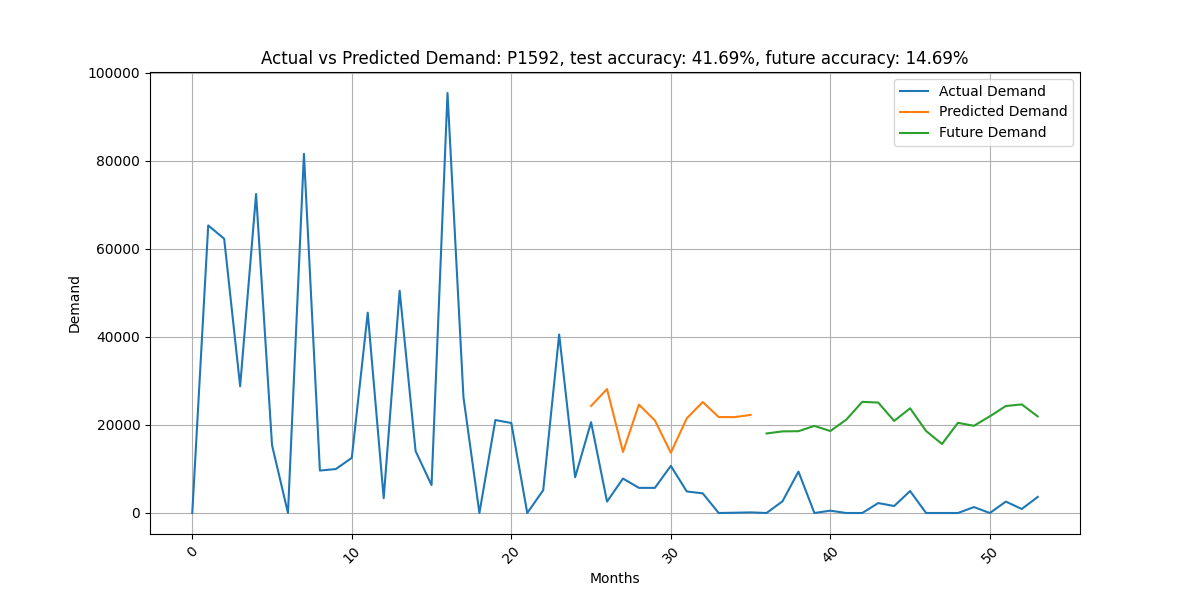 Actual vs Predicted Demand: P1592, test accuracy: 41.69%, future accuracy: 14.69%
Actual Demand
Predicted Demand
Future Demand
100000
80000
60000
40000
20000
0
Demand
0 10 20 30 40 50
Months